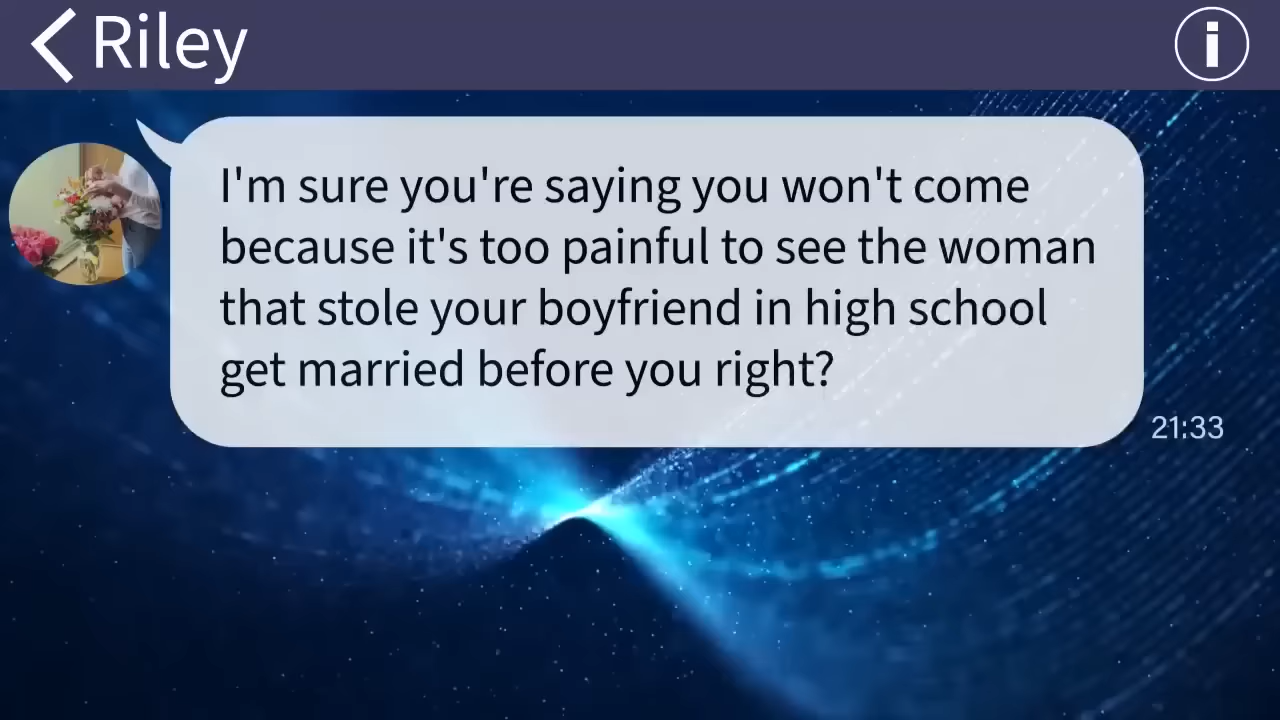 Riley
I'm sure you're saying you won't come
because it's too painful to see the woman
that stole your boyfriend in high school
get married before you right?
21:33